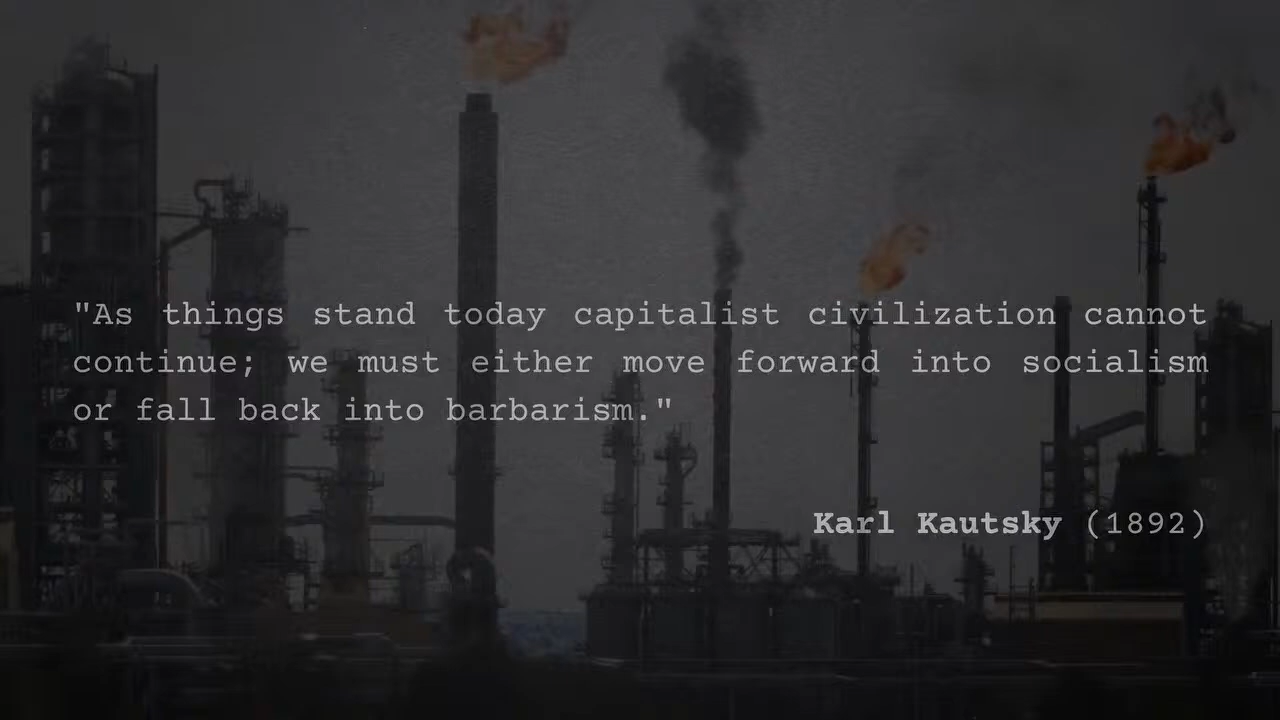 "As things stand today capitalist civilization cannot
continue; we must either move forward into socialism
or fall back into barbarism."
Karl Kautsky (1892)